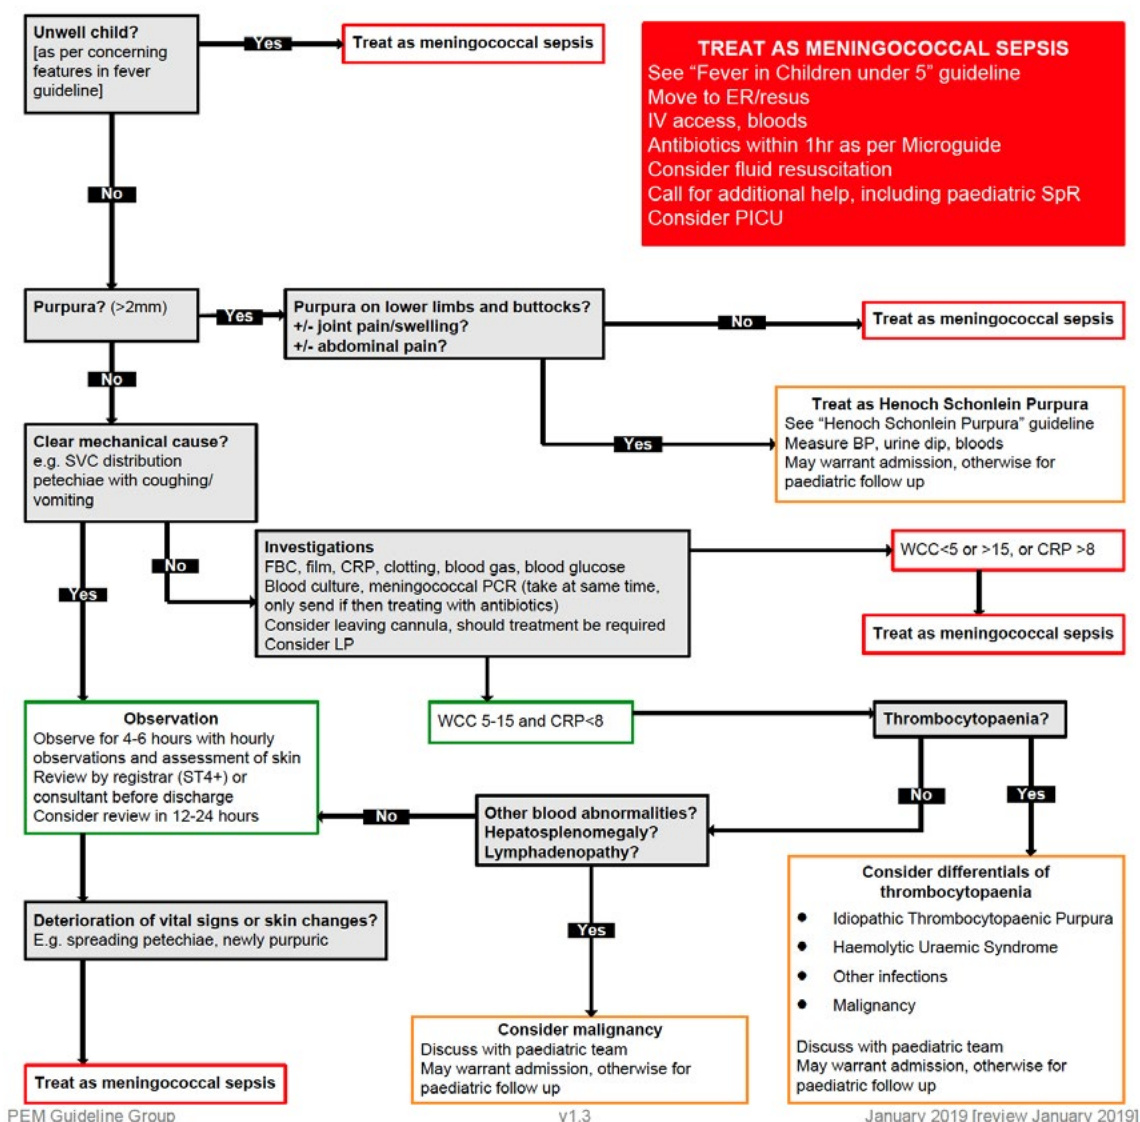 Unwell child?
[as per concerning
features in fever
guideline]
Yes
Treat as meningococcal sepsis
TREAT AS MENINGOCOCCAL SEPSIS
See “Fever in Children under 5” guideline
Move to ER/resus
IV access, bloods
Antibiotics within 1hr as per Microguide
Consider fluid resuscitation
Call for additional help, including paediatric SpR
Consider PICU
No
Purpura? (>2mm)
Yes
Purpura on lower limbs and buttocks?
+/- joint pain/swelling?
+/- abdominal pain?
No
Treat as meningococcal sepsis
No
Yes
Treat as Henoch Schonlein Purpura
See “Henoch Schonlein Purpura” guideline
Measure BP, urine dip, bloods
May warrant admission, otherwise for
paediatric follow up
Clear mechanical cause?
e.g. SVC distribution
petechiae with coughing/
vomiting
Yes
No
Investigations
FBC, film, CRP, clotting, blood gas, blood glucose
Blood culture, meningococcal PCR (take at same time,
only send if then treating with antibiotics)
Consider leaving cannula, should treatment be required
Consider LP
WCC<5 or >15, or CRP >8
Treat as meningococcal sepsis
Observation
Observe for 4-6 hours with hourly
observations and assessment of skin
Review by registrar (ST4+) or
consultant before discharge
Consider review in 12-24 hours
WCC 5-15 and CRP<8
Thrombocytopaenia?
No
Yes
Other blood abnormalities?
Hepatosplenomegaly?
Lymphadenopathy?
No
Yes
Consider differentials of
thrombocytopaenia
● Idiopathic Thrombocytopaenic Purpura
● Haemolytic Uraemic Syndrome
● Other infections
● Malignancy
Discuss with paediatric team
May warrant admission, otherwise for
paediatric follow up
Deterioration of vital signs or skin changes?
E.g. spreading petechiae, newly purpuric
Consider malignancy
Discuss with paediatric team
May warrant admission, otherwise for
paediatric follow up
Treat as meningococcal sepsis
PEM Guideline Group
v1.3
January 2019 [review January 2019]